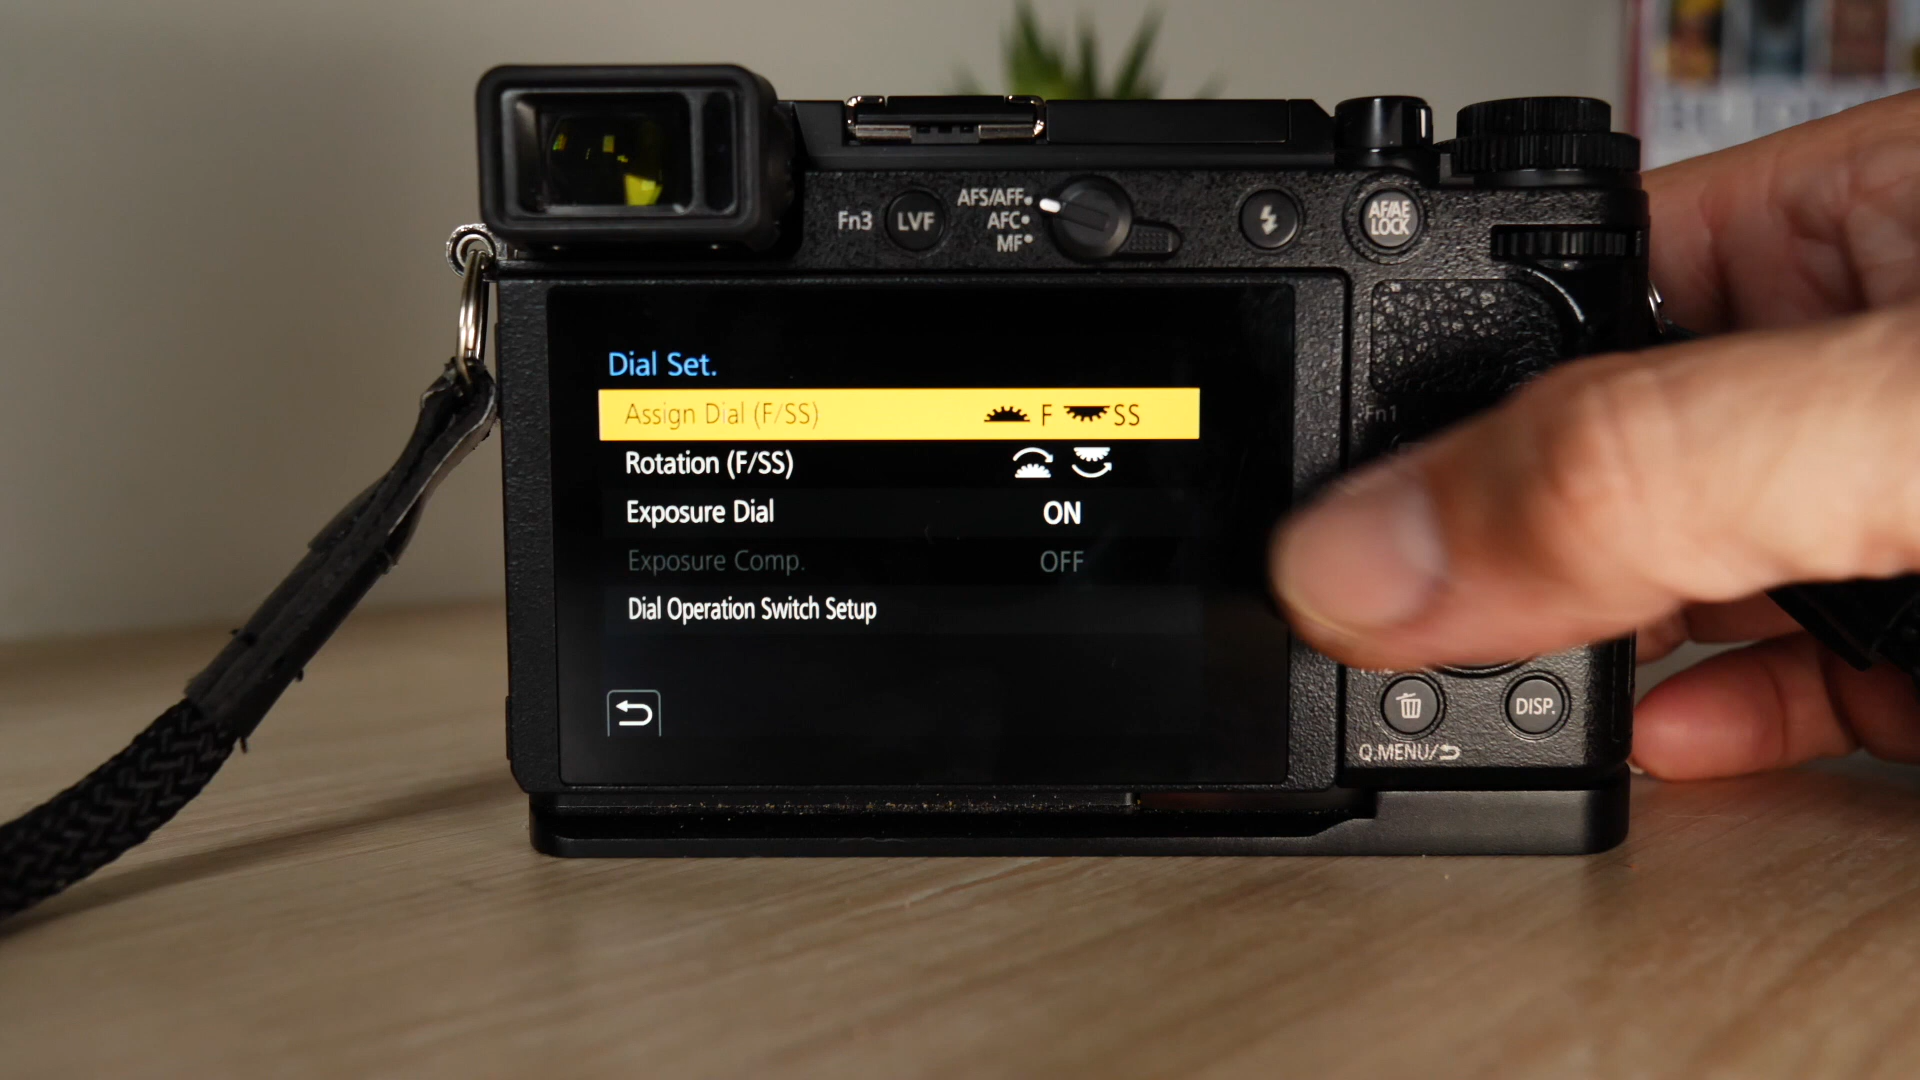 Fn3 LVF
AFS/AFF
AFC
MF
AF/AE
LOCK
Dial Set.
Assign Dial (F/SS) F SS
Rotation (F/SS)
Exposure Dial ON
Exposure Comp. OFF
Dial Operation Switch Setup
Fn1
DISP.
Q.MENU/